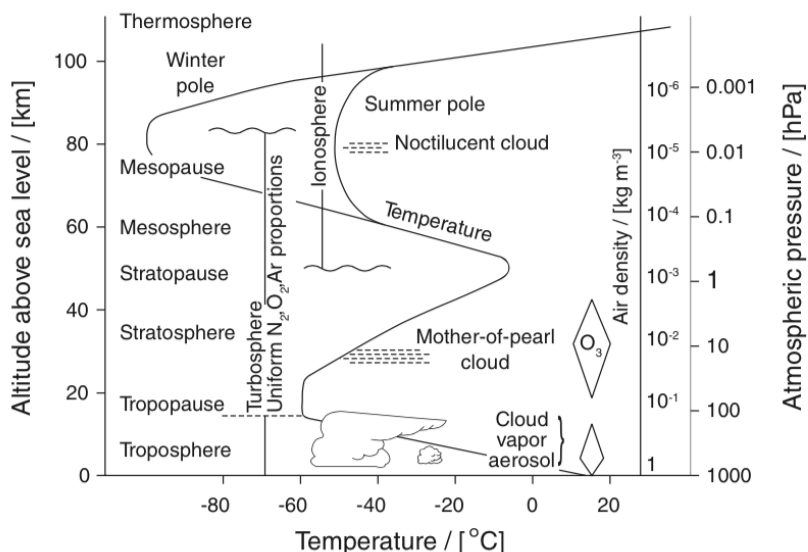 Thermosphere
Winter
pole
Summer pole
Noctilucent cloud
Ionosphere
Mesopause
Mesosphere
Temperature
Stratopause
Stratosphere
Mother-of-pearl
cloud
O3
Turbosphere
Uniform N2,O2,Ar proportions
Tropopause
Troposphere
Cloud
vapor
aerosol
Altitude above sea level / [km]
100
80
60
40
20
0
-80
-60
-40
-20
0
20
Temperature / [°C]
Air density / [kg m-3]
10-6
10-5
10-4
10-3
10-2
10-1
1
0.001
0.01
0.1
1
10
100
1000
Atmospheric pressure / [hPa]